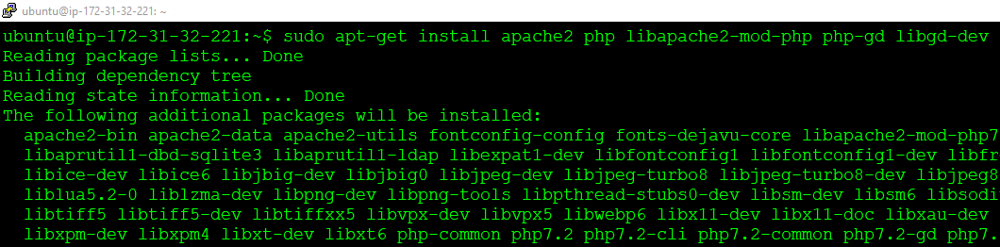 ubuntu@ip-172-31-32-221: ~
ubuntu@ip-172-31-32-221:~$ sudo apt-get install apache2 php libapache2-mod-php php-gd libgd-dev
Reading package lists... Done
Building dependency tree
Reading state information... Done
The following additional packages will be installed:
apache2-bin apache2-data apache2-utils fontconfig-config fonts-dejavu-core libapache2-mod-php7
libaprutil1-dbd-sqlite3 libaprutil1-ldap libexpat1-dev libfontconfig1 libfontconfig1-dev libfr
libice-dev libice6 libjbig-dev libjbig0 libjpeg-dev libjpeg-turbo8 libjpeg-turbo8-dev libjpeg8
liblua5.2-0 liblzma-dev libpng-dev libpng-tools libpthread-stubs0-dev libsm-dev libsm6 libsodi
libtiff5 libtiff5-dev libtiffxx5 libvpx-dev libvpx5 libwebp6 libx11-dev libx11-doc libxau-dev
libxpm-dev libxpm4 libxt-dev libxt6 php-common php7.2 php7.2-cli php7.2-common php7.2-gd php7.